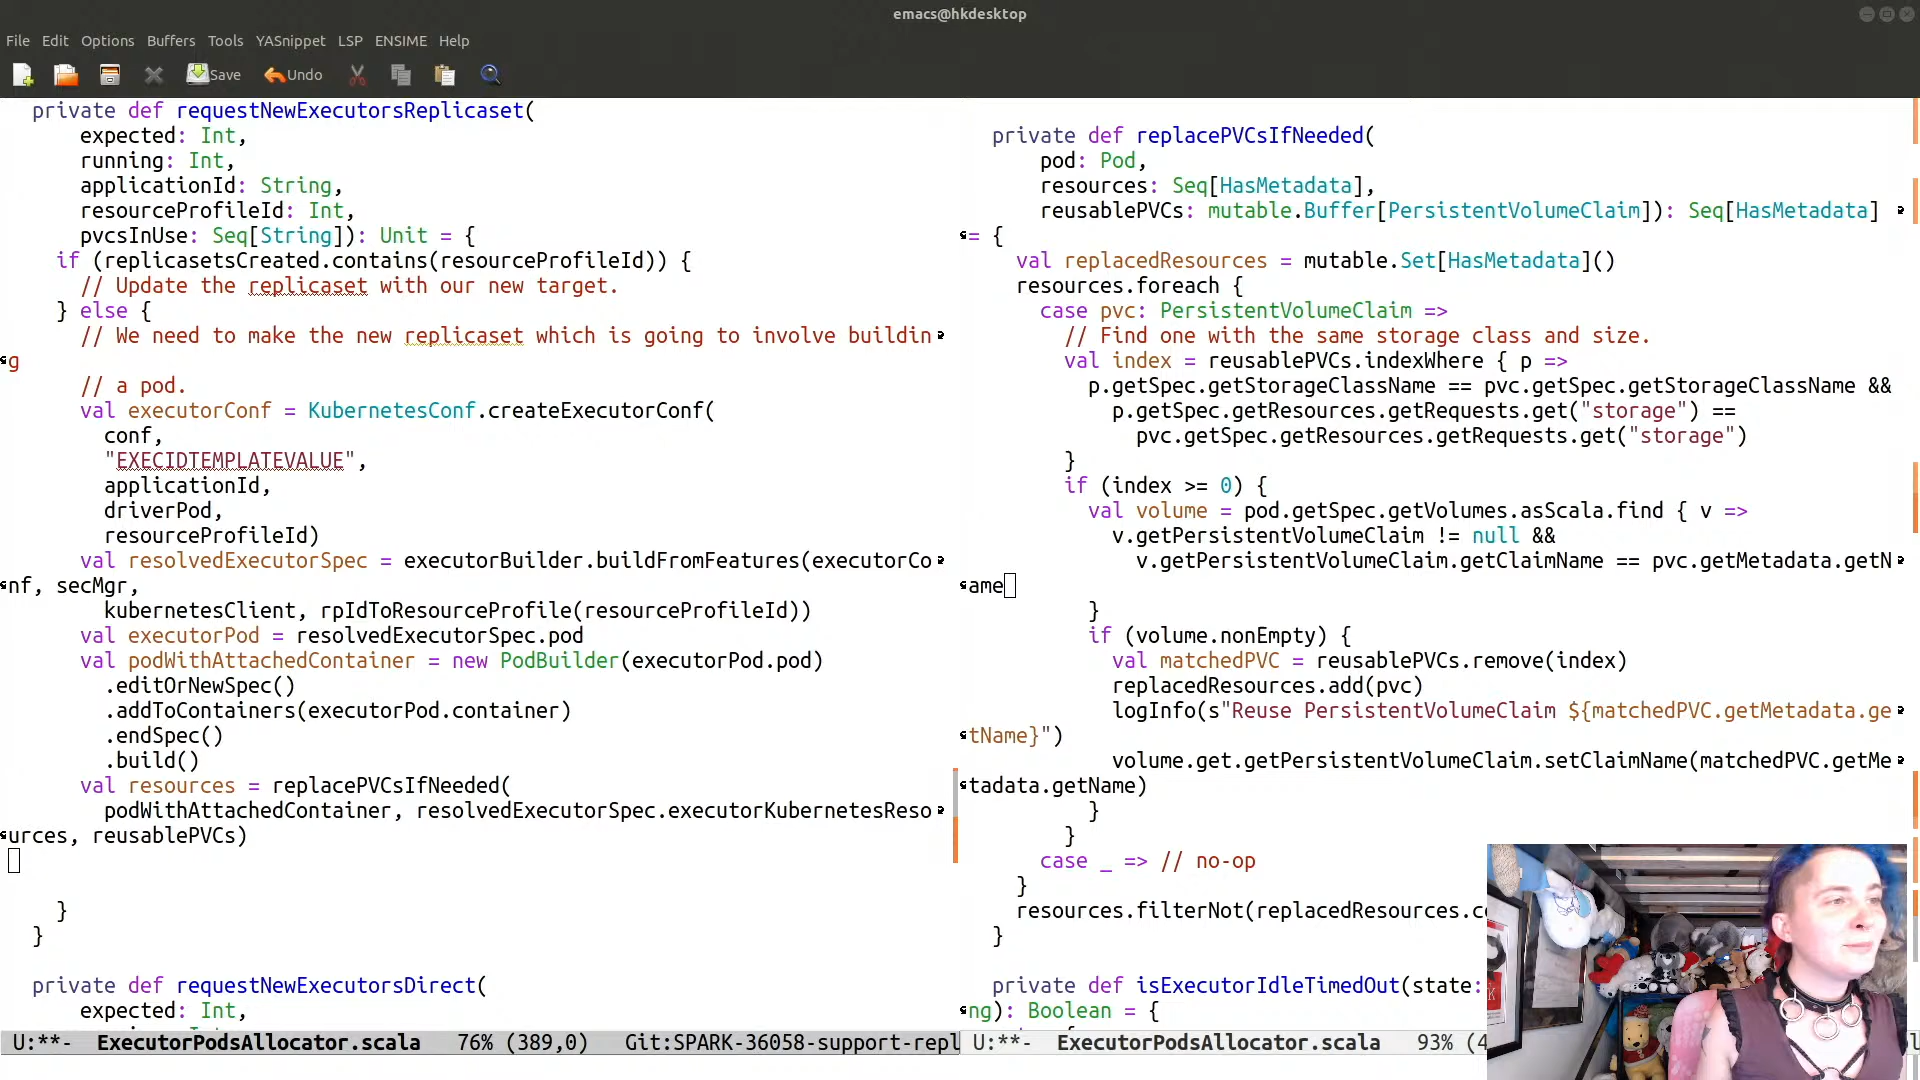 emacs@hkdesktop
File Edit Options Buffers Tools YASnippet LSP ENSIME Help
Save Undo
private def requestNewExecutorsReplicaset(
expected: Int,
running: Int,
applicationId: String,
resourceProfileId: Int,
pvcsInUse: Seq[String]): Unit = {
if (replicasetsCreated.contains(resourceProfileId)) {
// Update the replicaset with our new target.
} else {
// We need to make the new replicaset which is going to involve buildin
g
// a pod.
val executorConf = KubernetesConf.createExecutorConf(
conf,
"EXECIDTEMPLATEVALUE",
applicationId,
driverPod,
resourceProfileId)
val resolvedExecutorSpec = executorBuilder.buildFromFeatures(executorCo
nf, secMgr,
kubernetesClient, rpIdToResourceProfile(resourceProfileId))
val executorPod = resolvedExecutorSpec.pod
val podWithAttachedContainer = new PodBuilder(executorPod.pod)
.editOrNewSpec()
.addToContainers(executorPod.container)
.endSpec()
.build()
val resources = replacePVCsIfNeeded(
podWithAttachedContainer, resolvedExecutorSpec.executorKubernetesReso
urces, reusablePVCs)
}
}
private def requestNewExecutorsDirect(
expected: Int,
U:**- ExecutorPodsAllocator.scala 76% (389,0) Git:SPARK-36058-support-repl
private def replacePVCsIfNeeded(
pod: Pod,
resources: Seq[HasMetadata],
reusablePVCs: mutable.Buffer[PersistentVolumeClaim]): Seq[HasMetadata]
= {
val replacedResources = mutable.Set[HasMetadata]()
resources.foreach {
case pvc: PersistentVolumeClaim =>
// Find one with the same storage class and size.
val index = reusablePVCs.indexWhere { p =>
p.getSpec.getStorageClassName == pvc.getSpec.getStorageClassName &&
p.getSpec.getResources.getRequests.get("storage") ==
pvc.getSpec.getResources.getRequests.get("storage")
}
if (index >= 0) {
val volume = pod.getSpec.getVolumes.asScala.find { v =>
v.getPersistentVolumeClaim != null &&
v.getPersistentVolumeClaim.getClaimName == pvc.getMetadata.getN
ame
}
if (volume.nonEmpty) {
val matchedPVC = reusablePVCs.remove(index)
replacedResources.add(pvc)
logInfo(s"Reuse PersistentVolumeClaim ${matchedPVC.getMetadata.ge
tName}")
volume.get.getPersistentVolumeClaim.setClaimName(matchedPVC.getMe
tadata.getName)
}
}
case _ => // no-op
}
resources.filterNot(replacedResources.c
}
private def isExecutorIdleTimedOut(state:
ng): Boolean = {
U:**- ExecutorPodsAllocator.scala 93% (4